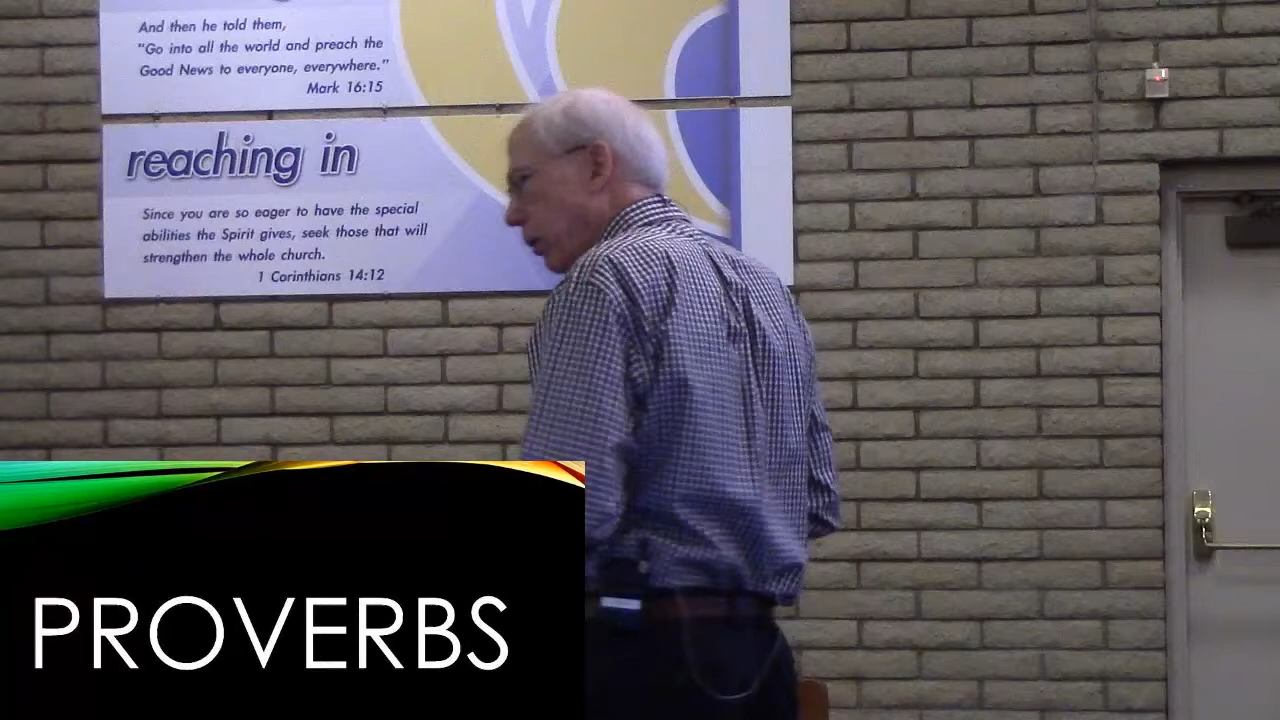 And then he told them,
"Go into all the world and preach the
Good News to everyone, everywhere."
Mark 16:15
reaching in
Since you are so eager to have the special
abilities the Spirit gives, seek those that will
strengthen the whole church.
1 Corinthians 14:12
PROVERBS